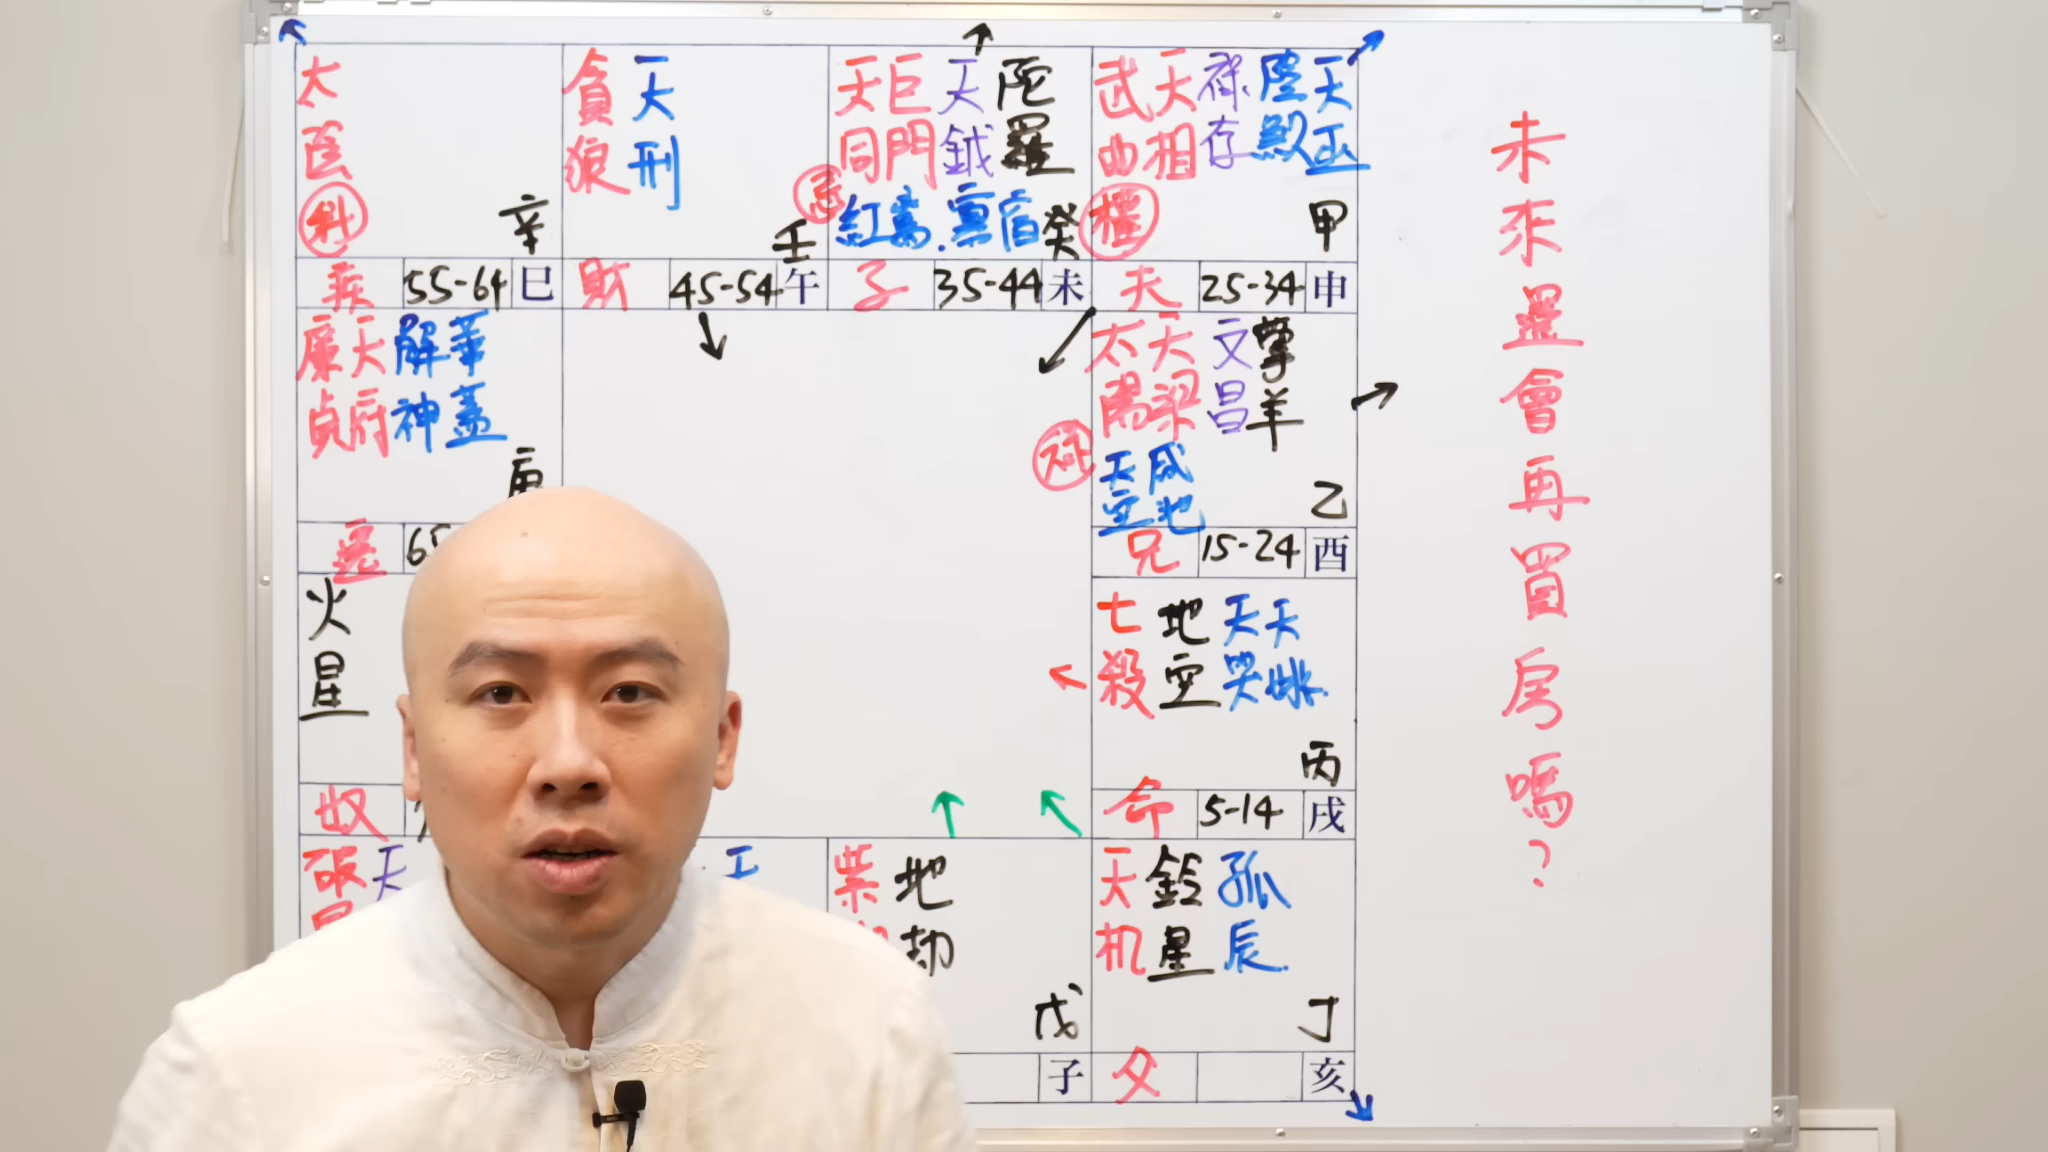 太陰
科
辛
疾 55-64 巳
貪狼 天刑
壬
財 45-54 午
天同 巨門 天鉞 陀羅
忌
紅鸞 寡宿
癸
子 35-44 未
武曲 天相 祿存 陰煞 天巫
權
甲
夫 25-34 申
廉貞 天府 解神 華蓋
庚
遷
太陽 天梁 文昌 擎羊
祿
天空 咸池
乙
兄 15-24 酉
火星
奴
七殺 地空 天哭 天姚
丙
命 5-14 戌
破 天
紫 地劫
戊
子
天机 鈴星 孤辰
丁
父 亥
未來還會再買房嗎?